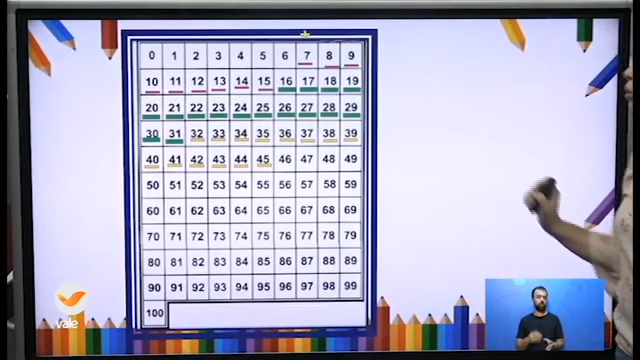 0 1 2 3 4 5 6 7 8 9
10 11 12 13 14 15 16 17 18 19
20 21 22 23 24 25 26 27 28 29
30 31 32 33 34 35 36 37 38 39
40 41 42 43 44 45 46 47 48 49
50 51 52 53 54 55 56 57 58 59
60 61 62 63 64 65 66 67 68 69
70 71 72 73 74 75 76 77 78 79
80 81 82 83 84 85 86 87 88 89
90 91 92 93 94 95 96 97 98 99
100
Vale